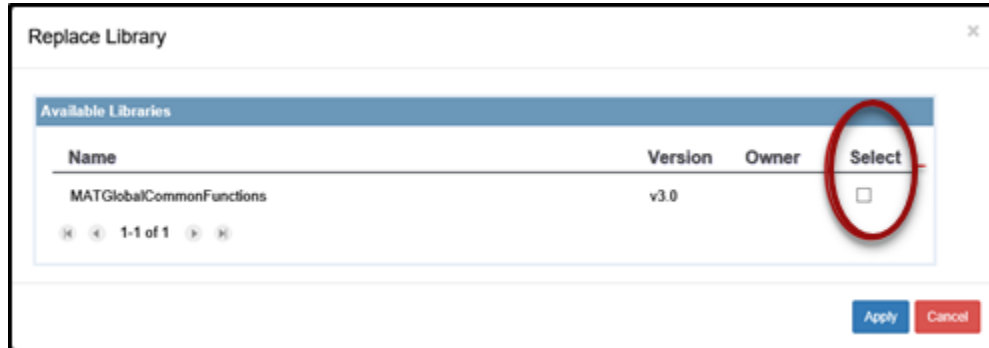 Replace Library
×
Available Libraries
Name Version Owner Select
MATGlobalCommonFunctions v3.0
1-1 of 1
Apply Cancel